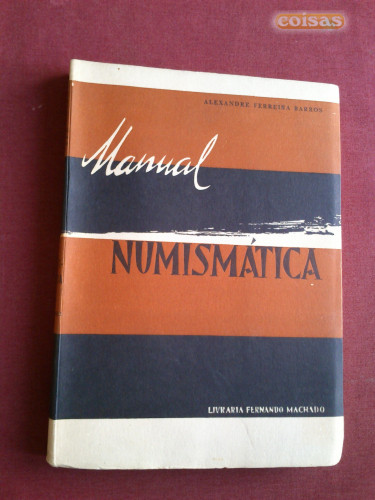 coisas
ALEXANDRE FERREIRA BARROS
Manual
NUMISMÁTICA
LIVRARIA FERNANDO MACHADO